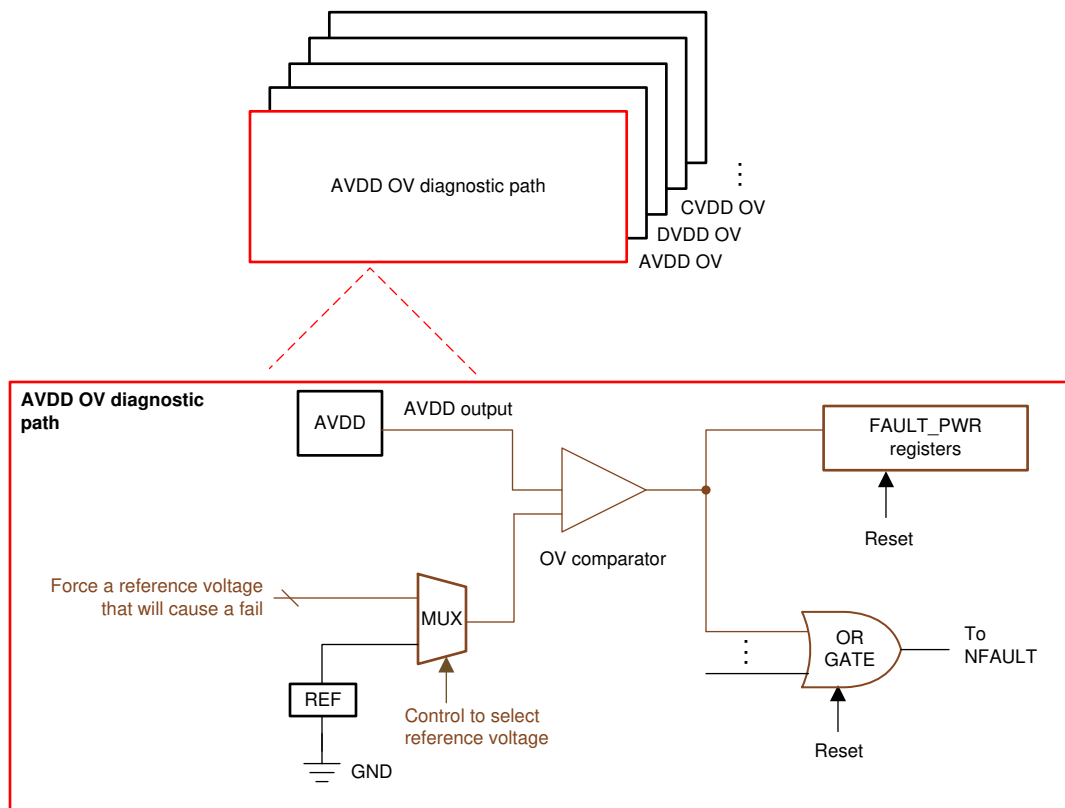 AVDD OV diagnostic path
⋮
CVDD OV
DVDD OV
AVDD OV
AVDD OV diagnostic
path
AVDD
AVDD output
FAULT_PWR
registers
Reset
OV comparator
Force a reference voltage
that will cause a fail
MUX
REF
Control to select
reference voltage
GND
⋮
OR
GATE
To
NFAULT
Reset